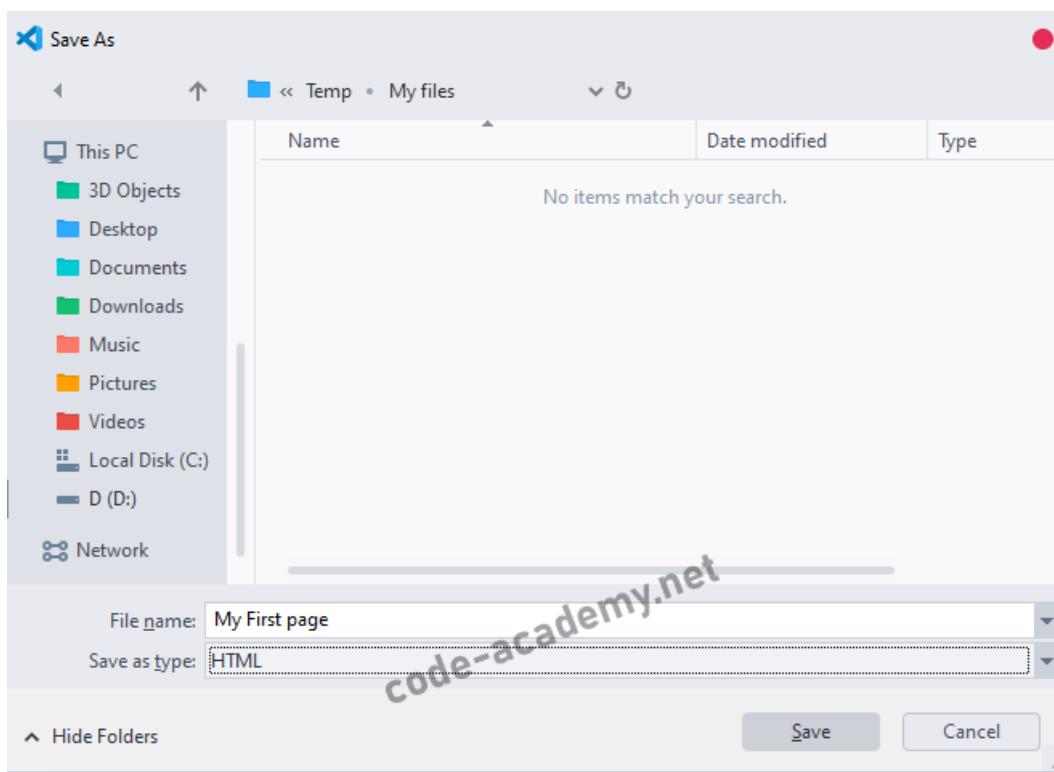 Save As
« Temp • My files
Name Date modified Type
No items match your search.
This PC
3D Objects
Desktop
Documents
Downloads
Music
Pictures
Videos
Local Disk (C:)
D (D:)
Network
File name: My First page
Save as type: HTML
code-academy.net
Hide Folders
Save Cancel